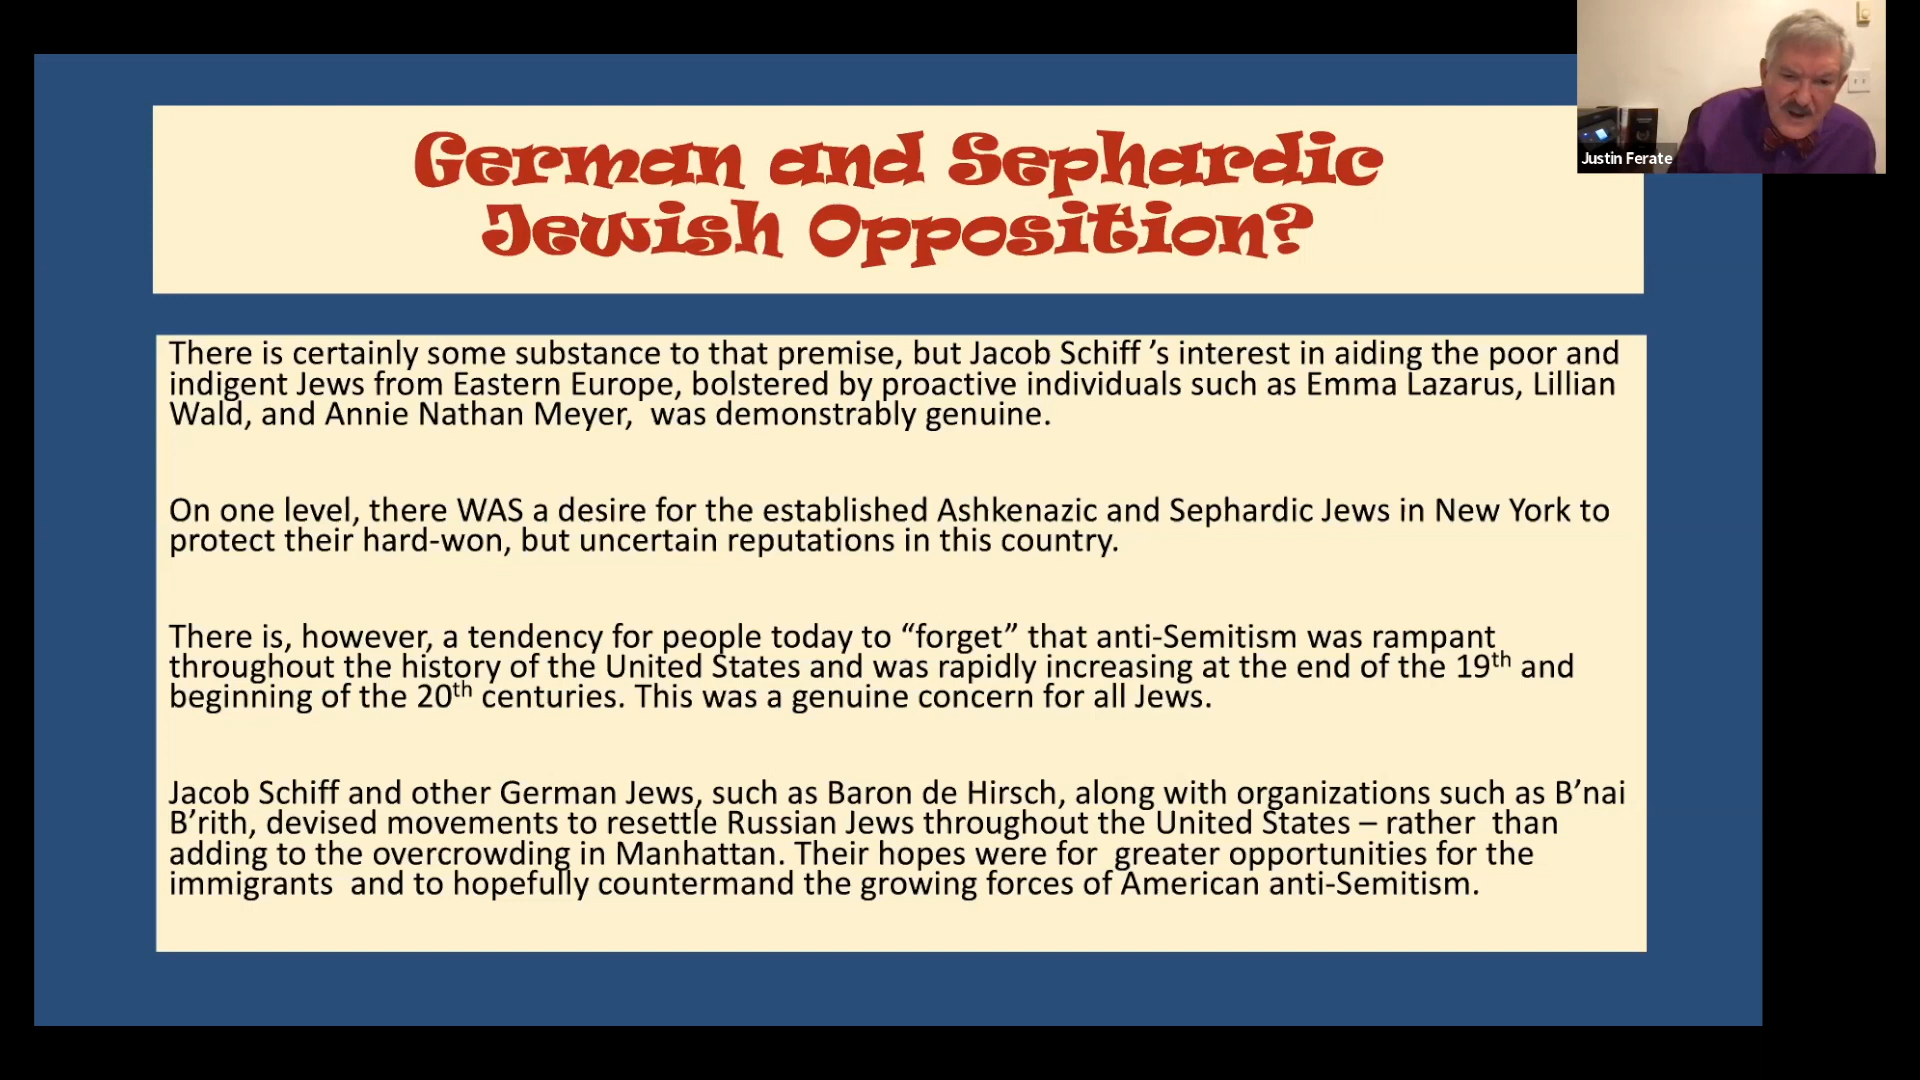 German and Sephardic
Jewish Opposition?
Justin Ferate
There is certainly some substance to that premise, but Jacob Schiff ’s interest in aiding the poor and
indigent Jews from Eastern Europe, bolstered by proactive individuals such as Emma Lazarus, Lillian
Wald, and Annie Nathan Meyer,  was demonstrably genuine.
On one level, there WAS a desire for the established Ashkenazic and Sephardic Jews in New York to
protect their hard-won, but uncertain reputations in this country.
There is, however, a tendency for people today to “forget” that anti-Semitism was rampant
throughout the history of the United States and was rapidly increasing at the end of the 19th and
beginning of the 20th centuries. This was a genuine concern for all Jews.
Jacob Schiff and other German Jews, such as Baron de Hirsch, along with organizations such as B’nai
B’rith, devised movements to resettle Russian Jews throughout the United States – rather  than
adding to the overcrowding in Manhattan. Their hopes were for  greater opportunities for the
immigrants  and to hopefully countermand the growing forces of American anti-Semitism.